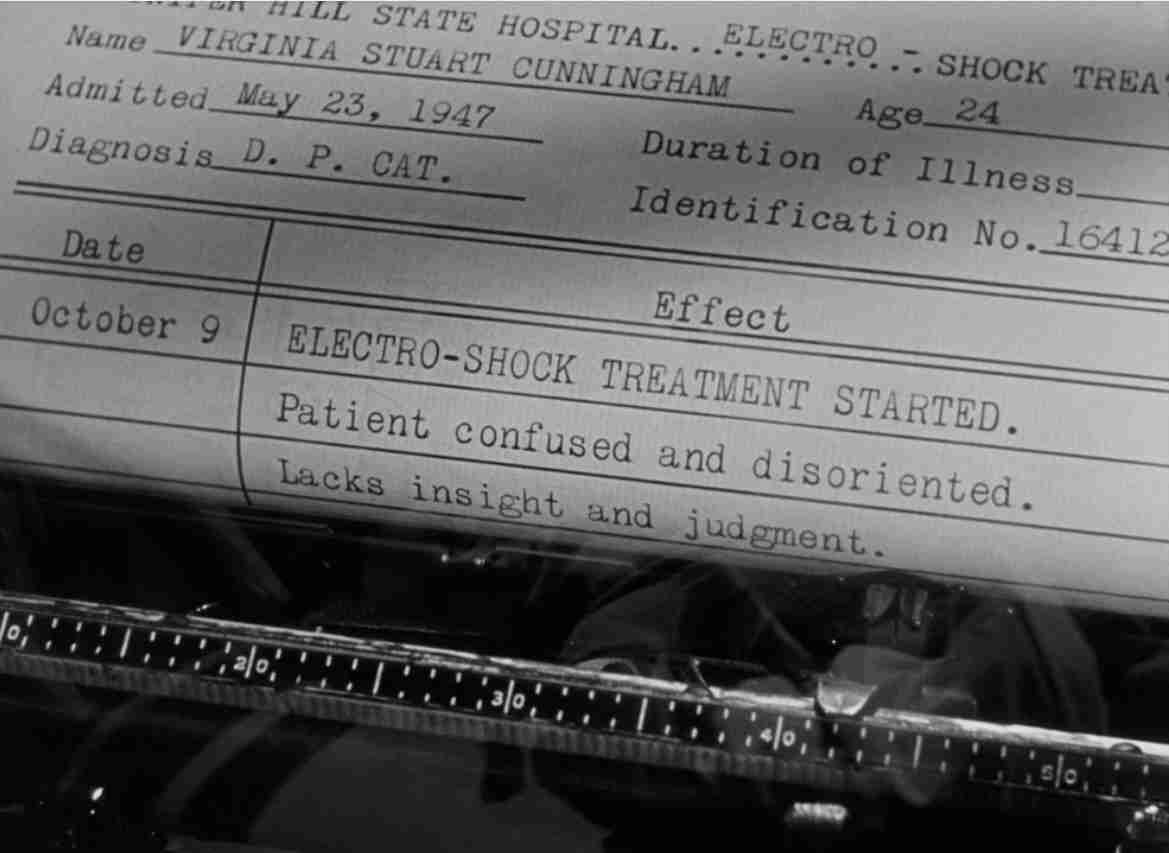 HILL STATE HOSPITAL...ELECTRO - SHOCK
Name VIRGINIA STUART CUNNINGHAM
Age 24
Admitted May 23, 1947
Duration of Illness
Diagnosis D. P. CAT.
Identification No. 16412
Date
Effect
October 9
ELECTRO-SHOCK TREATMENT STARTED.
Patient confused and disoriented.
Lacks insight and judgment.
20 30 40 50